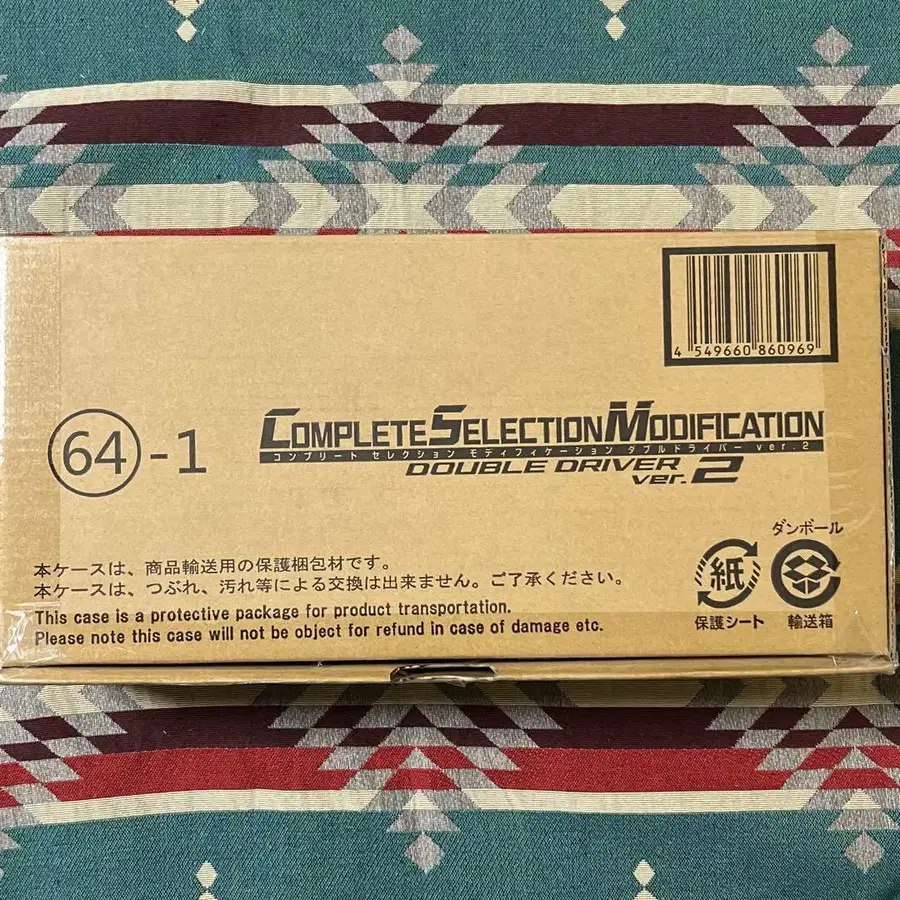 4 549660 860969
64-1
COMPLETE SELECTION MODIFICATION
コンプリート セレクション モディフィケーション ダブルドライバー ver.2
DOUBLE DRIVER
ver.2
ダンボール
本ケースは、商品輸送用の保護梱包材です。
本ケースは、つぶれ、汚れ等による交換は出来ません。ご了承ください。
紙
This case is a protective package for product transportation.
Please note this case will not be object for refund in case of damage etc.
保護シート
輸送箱